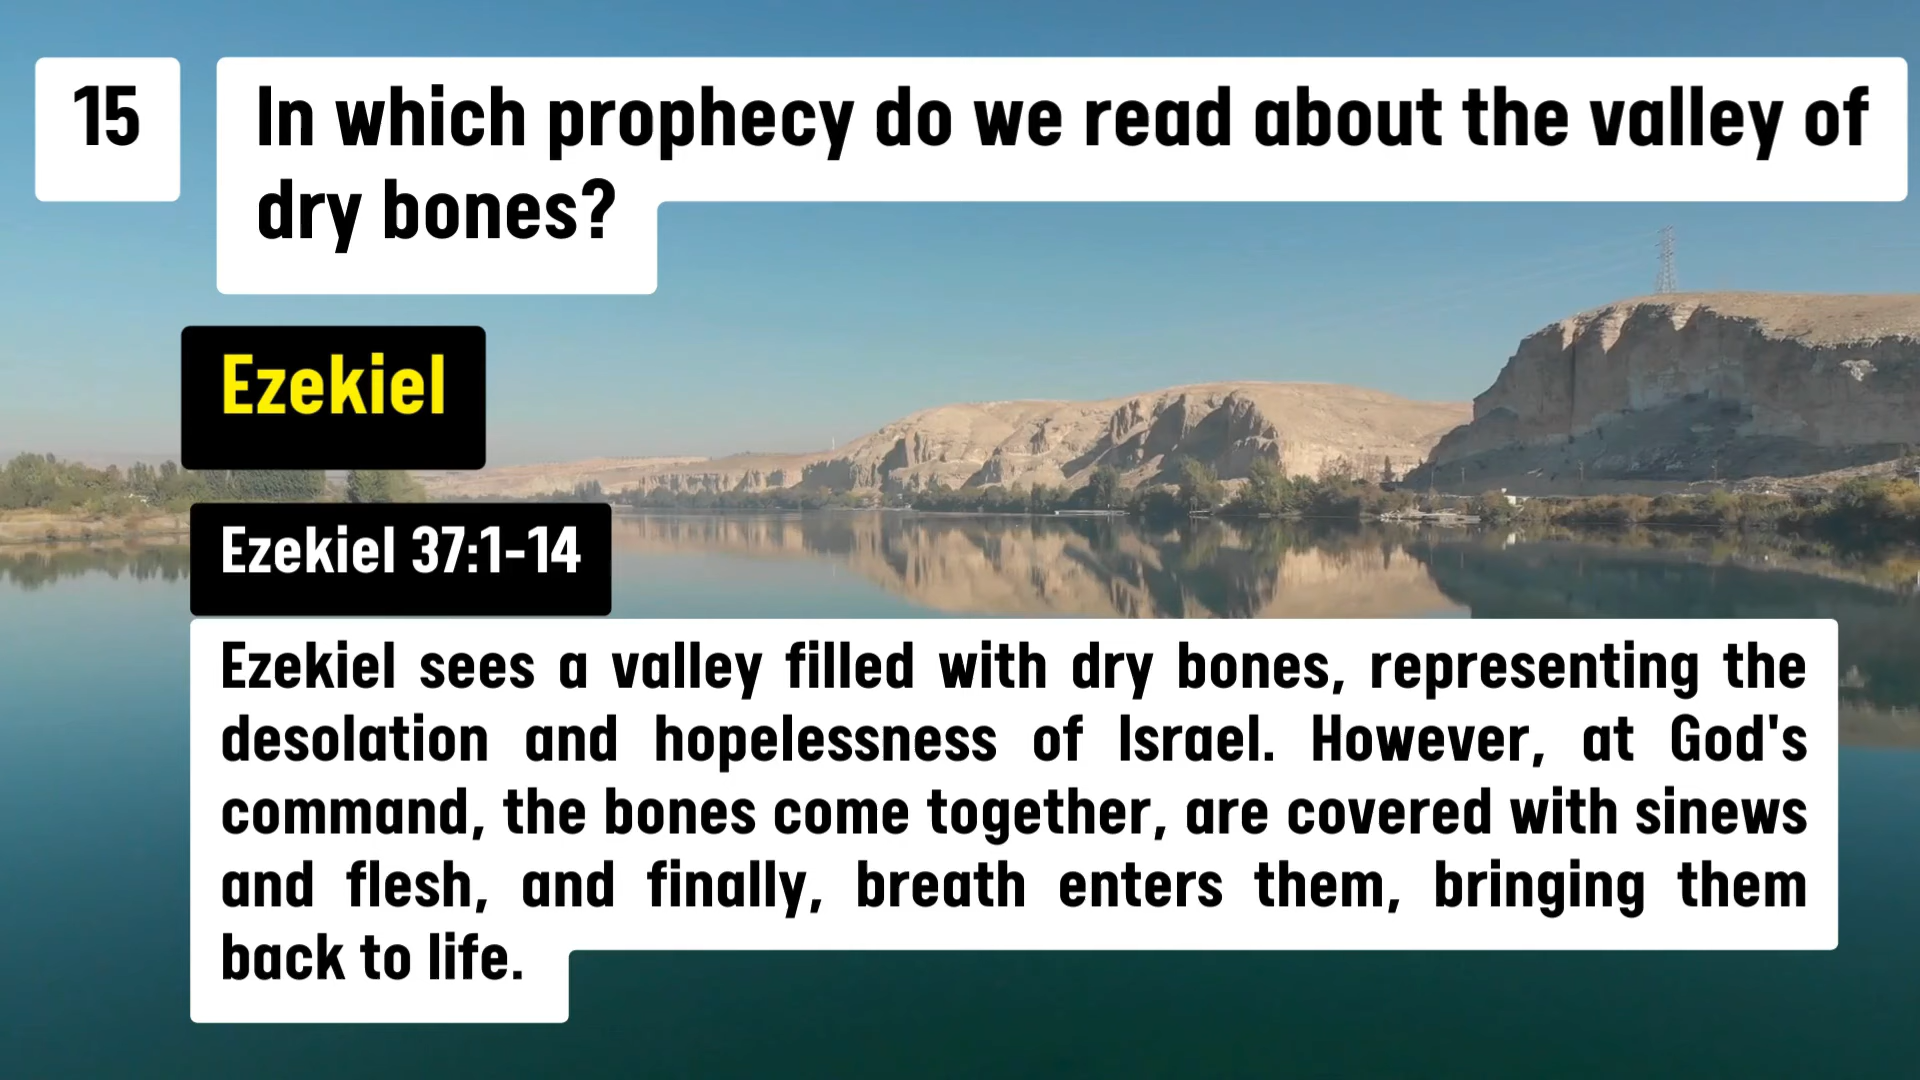 15
In which prophecy do we read about the valley of
dry bones?
Ezekiel
Ezekiel 37:1-14
Ezekiel sees a valley filled with dry bones, representing the
desolation and hopelessness of Israel. However, at God's
command, the bones come together, are covered with sinews
and flesh, and finally, breath enters them, bringing them
back to life.